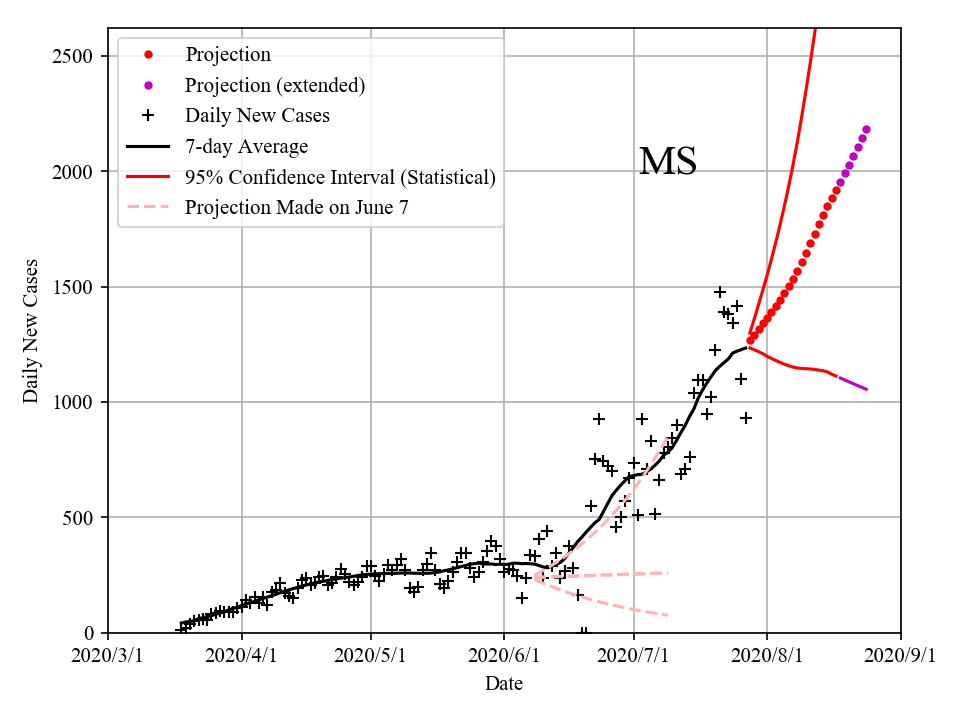 2500
2000
1500
1000
500
0
Daily New Cases
Projection
Projection (extended)
Daily New Cases
7-day Average
95% Confidence Interval (Statistical)
Projection Made on June 7
MS
2020/3/1 2020/4/1 2020/5/1 2020/6/1 2020/7/1 2020/8/1 2020/9/1
Date